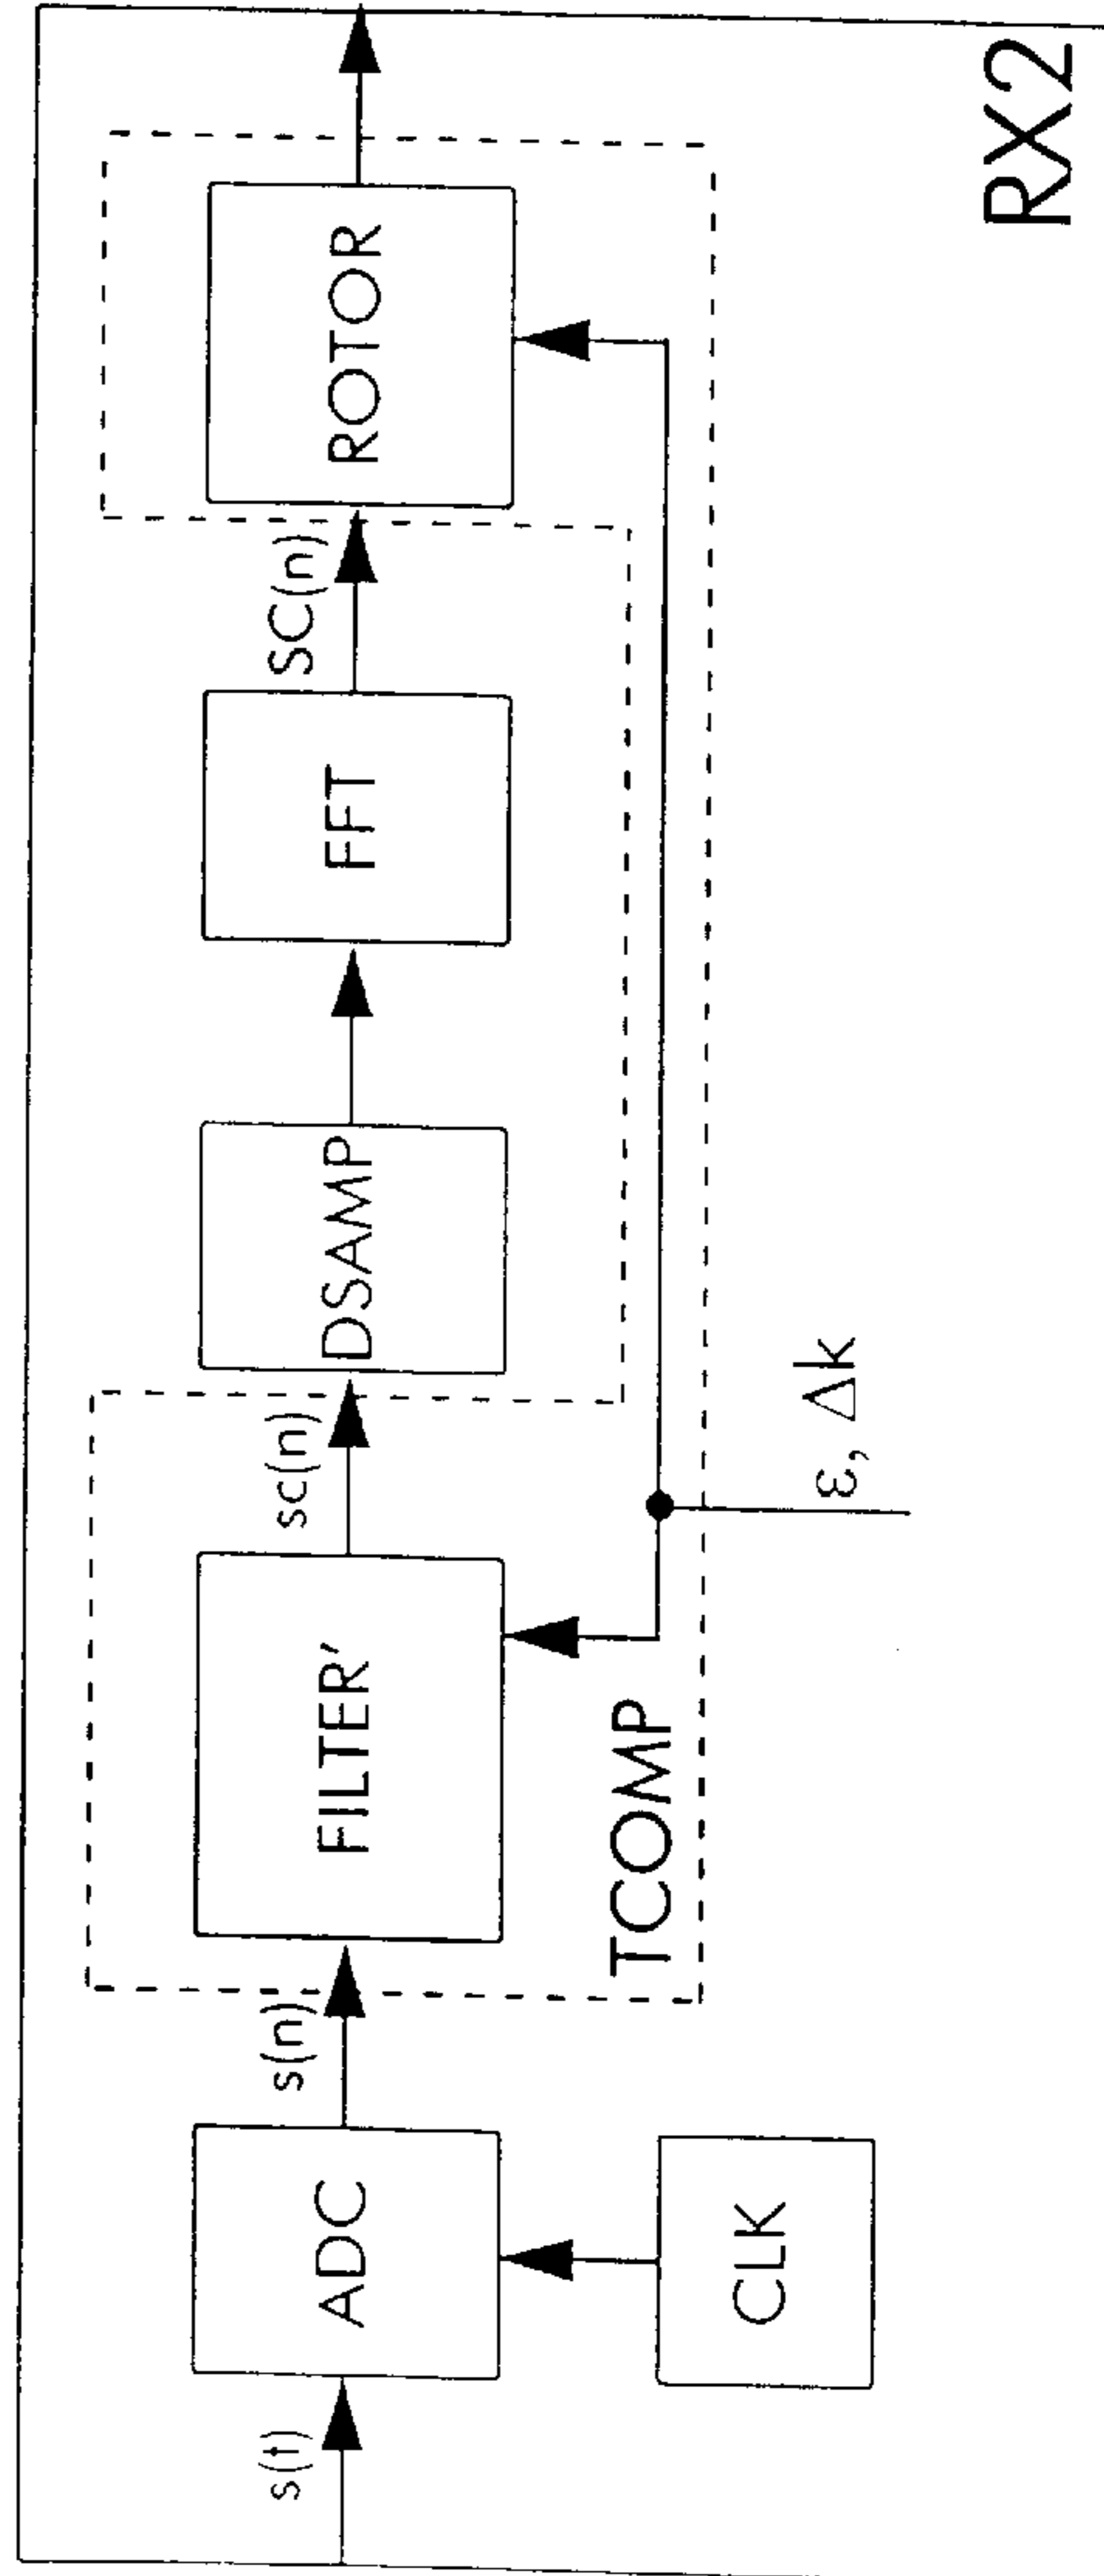 s(t)
ADC
CLK
s(n)
FILTER'
TCOMP
sc(n)
ε, Δk
DSAMP
FFT
SC(n)
ROTOR
RX2